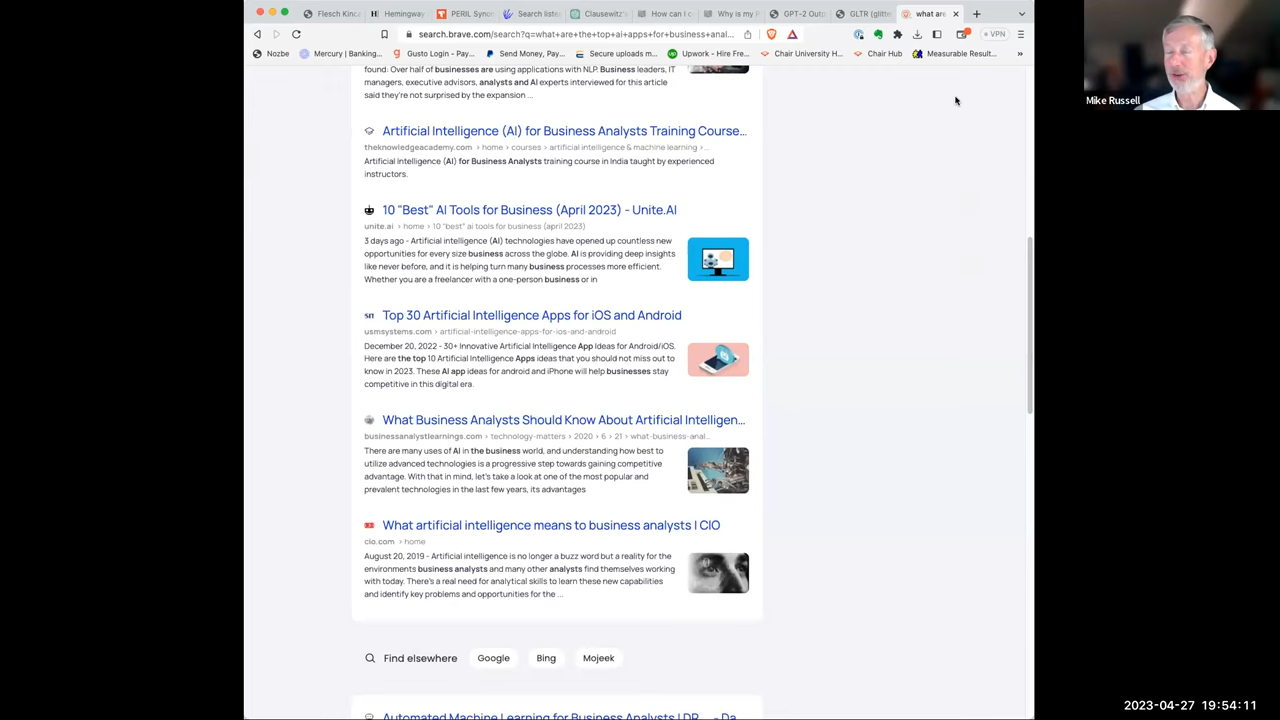 Flesch Kinca
Hemingway
PERIL Syno
Search liste
Clausewitz's
How can I c
Why is my P
GPT-2 Outp
GLTR (glitte
what are
search.brave.com/search?q=what+are+the+top+ai+apps+for+business+anal...
VPN
Nozbe
Mercury | Banking...
Gusto Login - Pay...
Send Money, Pay...
Secure uploads m...
Upwork - Hire Fre...
Chair University H...
Chair Hub
Measurable Result...
Mike Russell
found: Over half of businesses are using applications with NLP. Business leaders, IT
managers, executive advisors, analysts and AI experts interviewed for this article
said they're not surprised by the expansion ...
Artificial Intelligence (AI) for Business Analysts Training Course...
theknowledgeacademy.com › home › courses › artificial intelligence & machine learning ›...
Artificial Intelligence (AI) for Business Analysts training course in India taught by experienced
instructors.
10 "Best" AI Tools for Business (April 2023) - Unite.AI
unite.ai › home › 10 "best" ai tools for business (april 2023)
3 days ago - Artificial intelligence (AI) technologies have opened up countless new
opportunities for every size business across the globe. AI is providing deep insights
like never before, and it is helping turn many business processes more efficient.
Whether you are a freelancer with a one-person business or in
Top 30 Artificial Intelligence Apps for iOS and Android
usmsystems.com › artificial-intelligence-apps-for-ios-and-android
December 20, 2022 - 30+ Innovative Artificial Intelligence App Ideas for Android/iOS.
Here are the top 10 Artificial Intelligence Apps ideas that you should not miss out to
know in 2023. These AI app ideas for android and iPhone will help businesses stay
competitive in this digital era.
What Business Analysts Should Know About Artificial Intelligen...
businessanalystlearnings.com › technology-matters › 2020 › 6 › 21 › what-business-anal...
There are many uses of AI in the business world, and understanding how best to
utilize advanced technologies is a progressive step towards gaining competitive
advantage. With that in mind, let's take a look at one of the most popular and
prevalent technologies in the last few years, its advantages
What artificial intelligence means to business analysts | CIO
cio.com › home
August 20, 2019 - Artificial intelligence is no longer a buzz word but a reality for the
environments business analysts and many other analysts find themselves working
with today. There's a real need for analytical skills to learn these new capabilities
and identify key problems and opportunities for the ...
Find elsewhere
Google
Bing
Mojeek
Automated Machine Learning for Business Analysts | DR... - Da...
2023-04-27 19:54:11